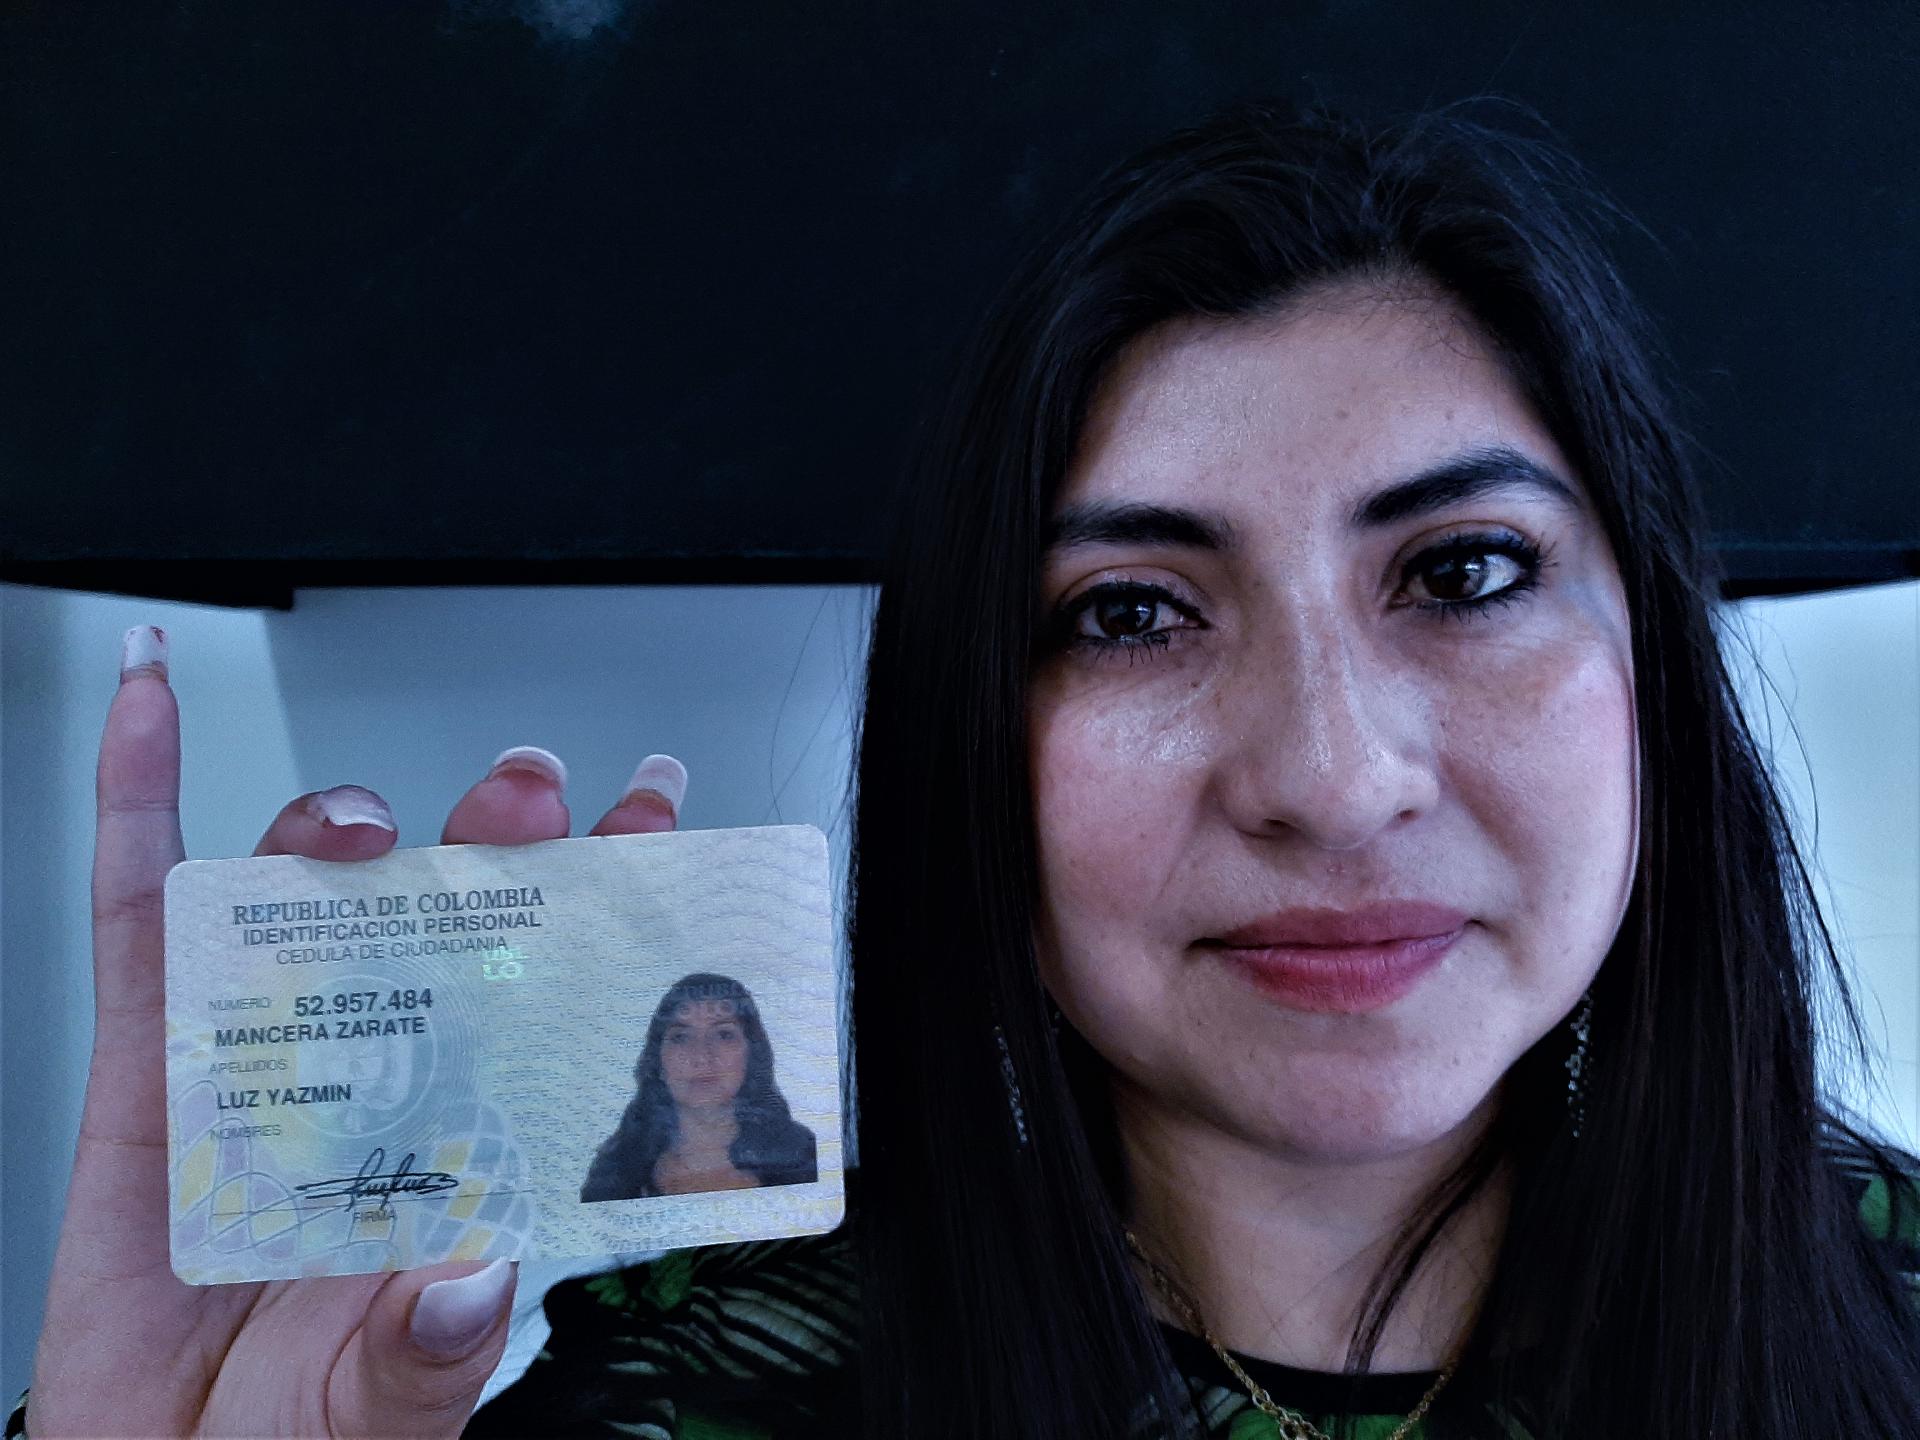 REPUBLICA DE COLOMBIA
IDENTIFICACION PERSONAL
CEDULA DE CIUDADANIA
NUMERO 52.957.484
MANCERA ZARATE
APELLIDOS
LUZ YAZMIN
NOMBRES
FIRMA